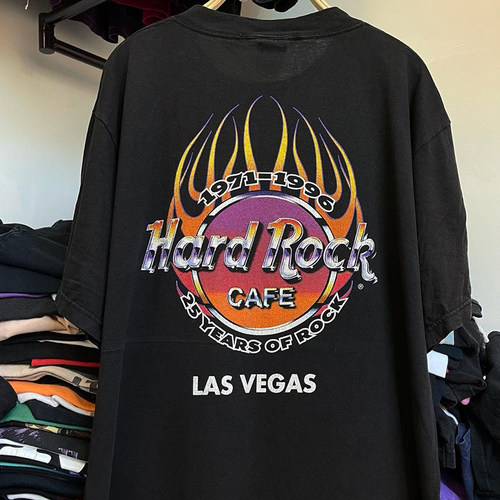 1971-1996
Hard Rock
CAFE
®
25 YEARS OF ROCK
LAS VEGAS